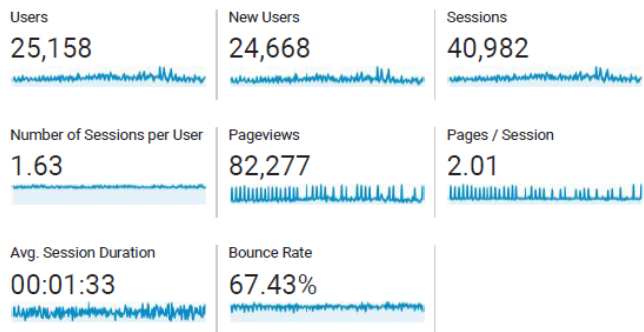 Users
25,158
New Users
24,668
Sessions
40,982
Number of Sessions per User
1.63
Pageviews
82,277
Pages / Session
2.01
Avg. Session Duration
00:01:33
Bounce Rate
67.43%